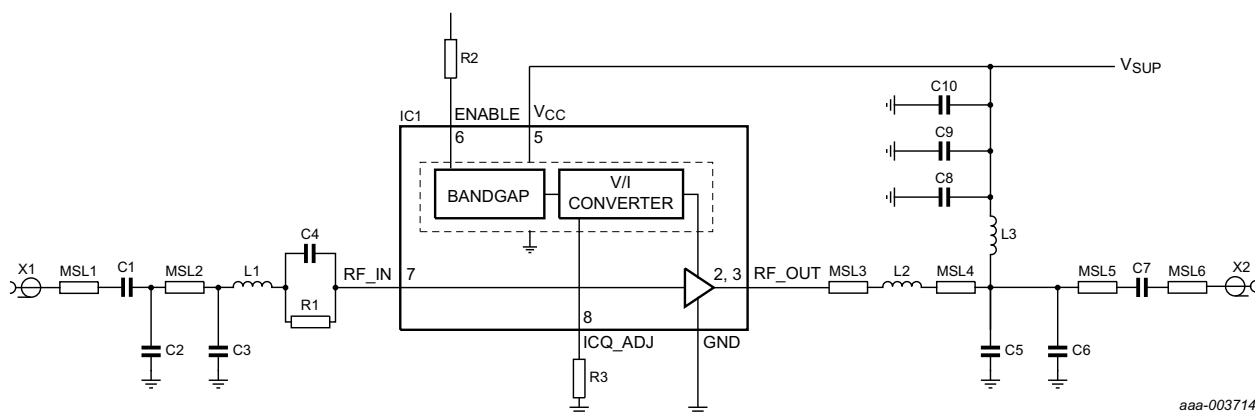 R2
VSUP
C10
IC1
ENABLE
VCC
6
5
C9
BANDGAP
V/I
CONVERTER
C8
L3
C4
X1
MSL1
C1
MSL2
L1
RF_IN
7
2, 3
RF_OUT
MSL3
L2
MSL4
MSL5
C7
MSL6
X2
R1
8
ICQ_ADJ
GND
C2
C3
R3
C5
C6
aaa-003714